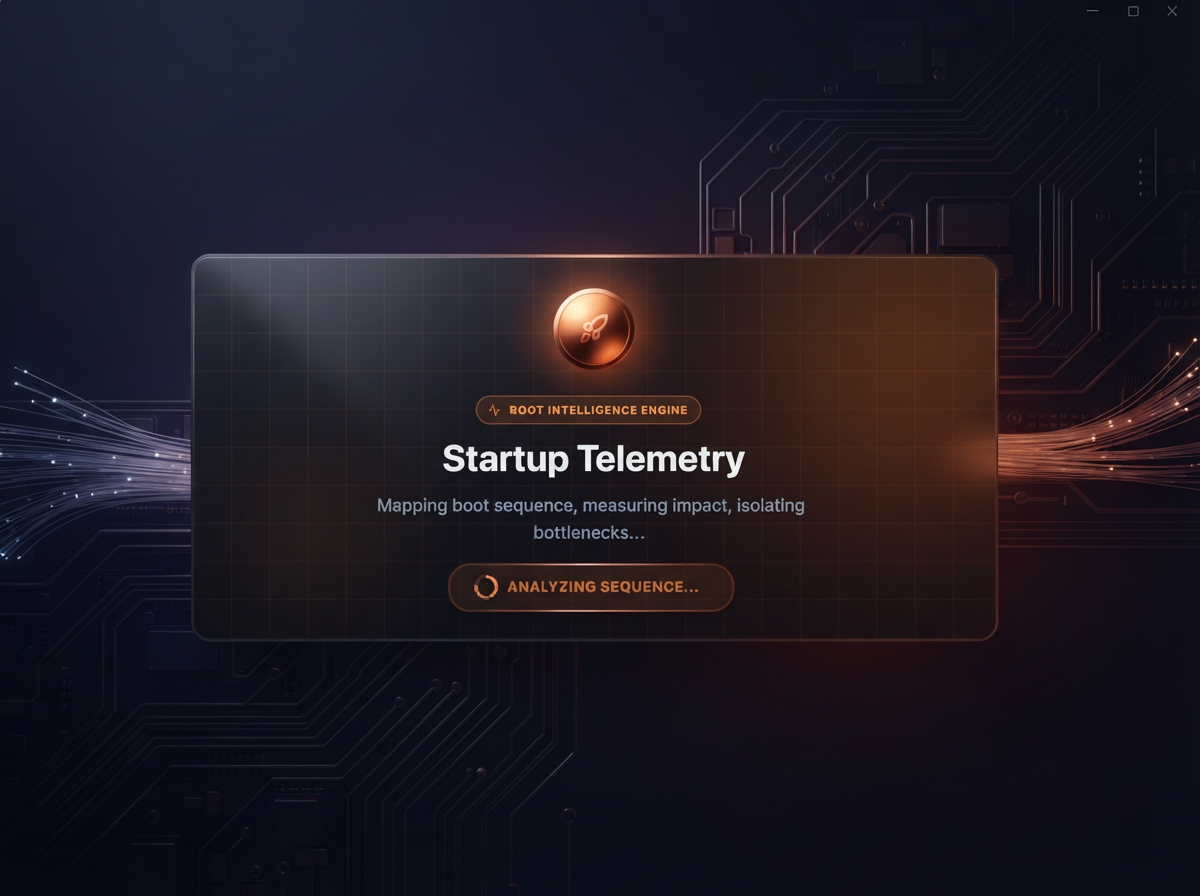 BOOT INTELLIGENCE ENGINE
Startup Telemetry
Mapping boot sequence, measuring impact, isolating
bottlenecks...
ANALYZING SEQUENCE...